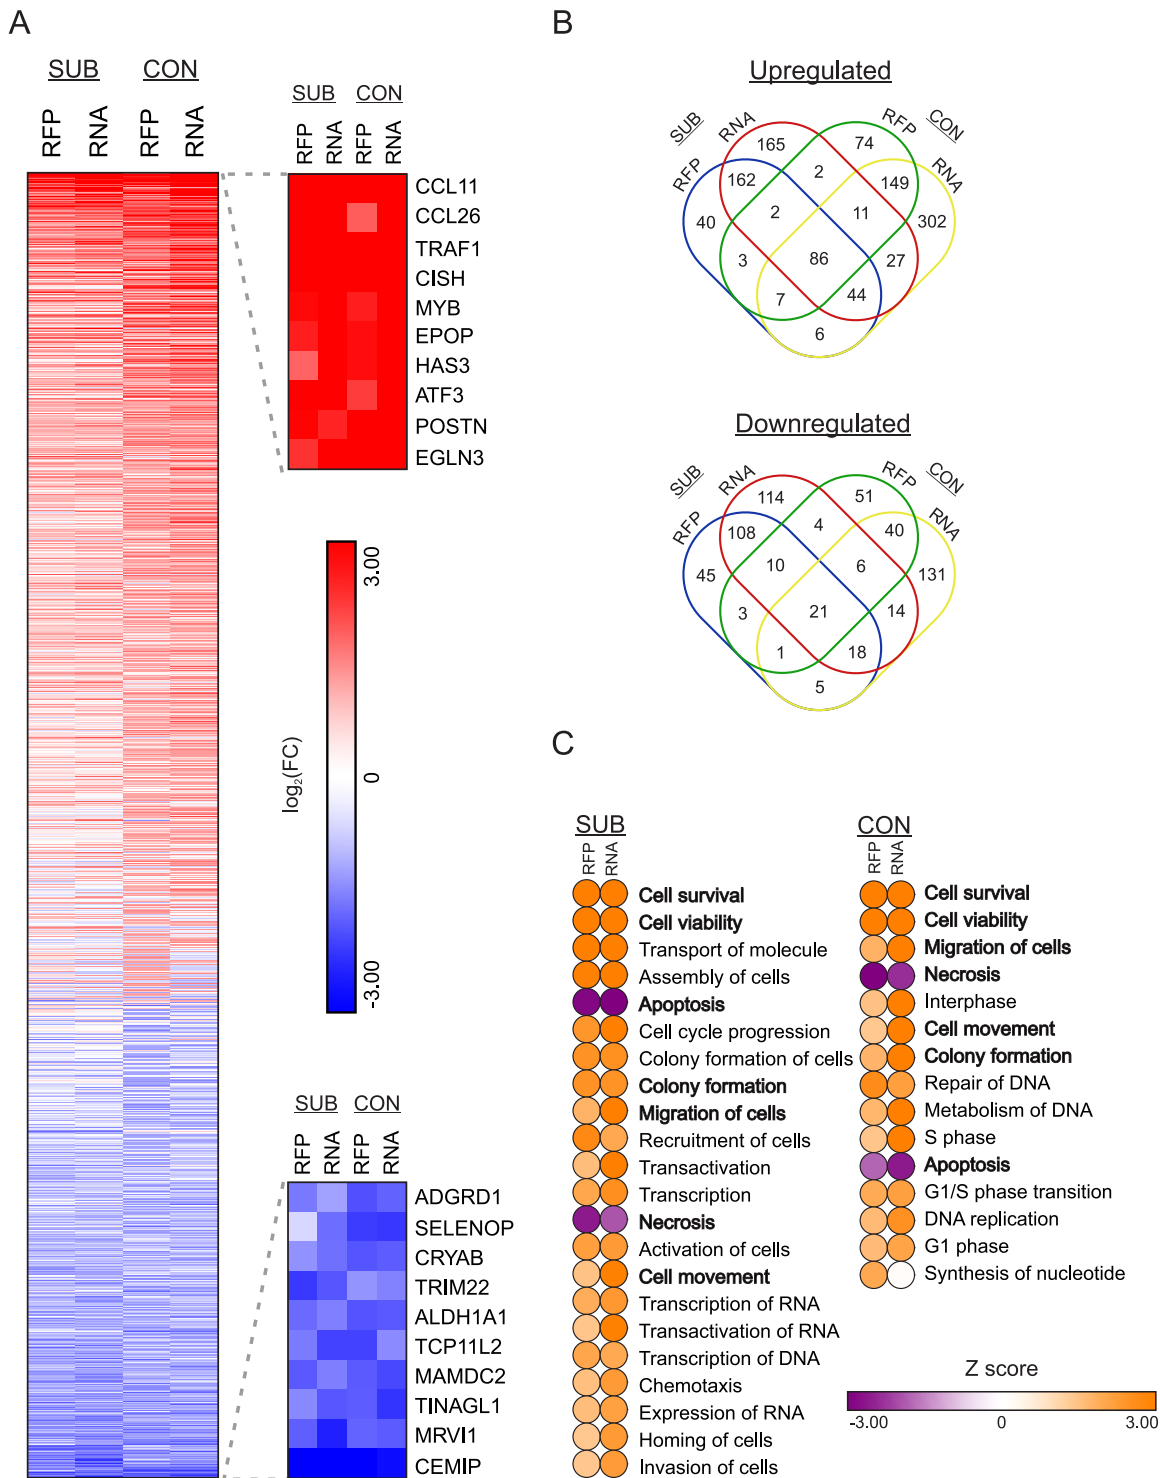 A
SUB CON
RFP RNA RFP RNA
SUB CON
RFP RNA RFP RNA
CCL11
CCL26
TRAF1
CISH
MYB
EPOP
HAS3
ATF3
POSTN
EGLN3
log₂(FC)
3.00
0
-3.00
SUB CON
RFP RNA RFP RNA
ADGRD1
SELENOP
CRYAB
TRIM22
ALDH1A1
TCP11L2
MAMDC2
TINAGL1
MRVI1
CEMIP
B
Upregulated
SUB RFP RNA RFP CON RNA
165 2 74
162 149
40 2 11 302
3 86 27
7 44
6
Downregulated
SUB RFP RNA RFP CON RNA
114 4 51
108 40
45 10 6 131
3 21 14
1 18
5
C
SUB
RFP RNA
Cell survival
Cell viability
Transport of molecule
Assembly of cells
Apoptosis
Cell cycle progression
Colony formation of cells
Colony formation
Migration of cells
Recruitment of cells
Transactivation
Transcription
Necrosis
Activation of cells
Cell movement
Transcription of RNA
Transactivation of RNA
Transcription of DNA
Chemotaxis
Expression of RNA
Homing of cells
Invasion of cells
CON
RFP RNA
Cell survival
Cell viability
Migration of cells
Necrosis
Interphase
Cell movement
Colony formation
Repair of DNA
Metabolism of DNA
S phase
Apoptosis
G1/S phase transition
DNA replication
G1 phase
Synthesis of nucleotide
Z score
-3.00 0 3.00